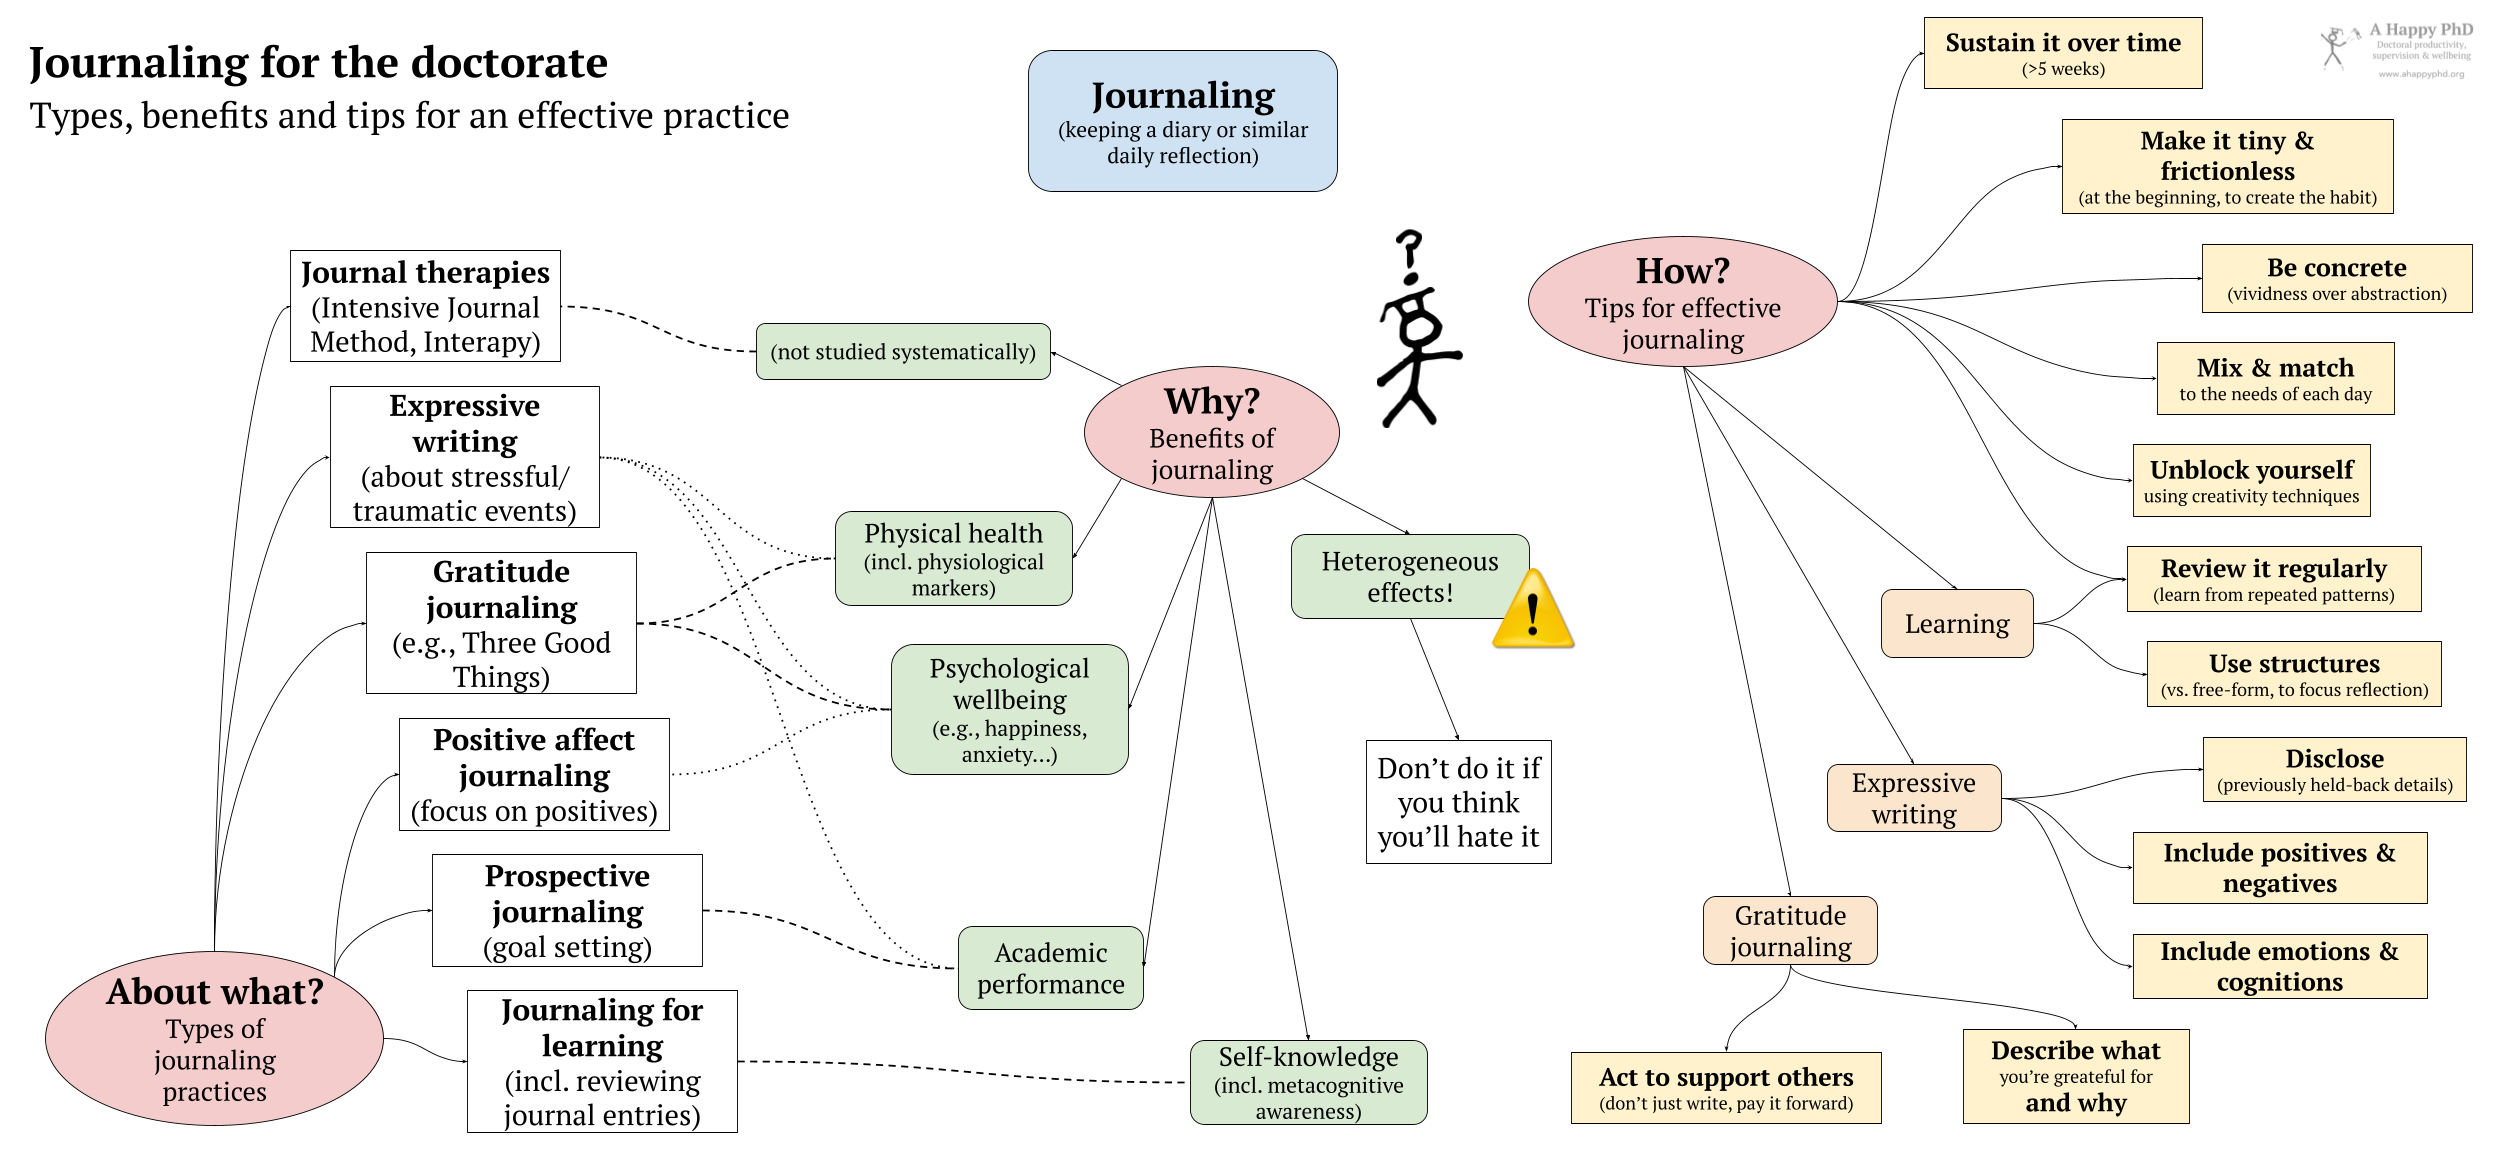 Journaling for the doctorate
Types, benefits and tips for an effective practice
Journaling
(keeping a diary or similar
daily reflection)
A Happy PhD
Doctoral productivity,
supervision & wellbeing
www.ahappyphd.org
About what?
Types of
journaling
practices
Journal therapies
(Intensive Journal
Method, Interapy)
Expressive
writing
(about stressful/
traumatic events)
Gratitude
journaling
(e.g., Three Good
Things)
Positive affect
journaling
(focus on positives)
Prospective
journaling
(goal setting)
Journaling for
learning
(incl. reviewing
journal entries)
Why?
Benefits of
journaling
(not studied systematically)
Physical health
(incl. physiological
markers)
Psychological
wellbeing
(e.g., happiness,
anxiety...)
Academic
performance
Self-knowledge
(incl. metacognitive
awareness)
Heterogeneous
effects!
!
Don't do it if
you think
you'll hate it
?
How?
Tips for effective
journaling
Sustain it over time
(>5 weeks)
Make it tiny &
frictionless
(at the beginning, to create the habit)
Be concrete
(vividness over abstraction)
Mix & match
to the needs of each day
Unblock yourself
using creativity techniques
Review it regularly
(learn from repeated patterns)
Learning
Use structures
(vs. free-form, to focus reflection)
Expressive
writing
Disclose
(previously held-back details)
Include positives &
negatives
Include emotions &
cognitions
Gratitude
journaling
Act to support others
(don't just write, pay it forward)
Describe what
you're greateful for
and why